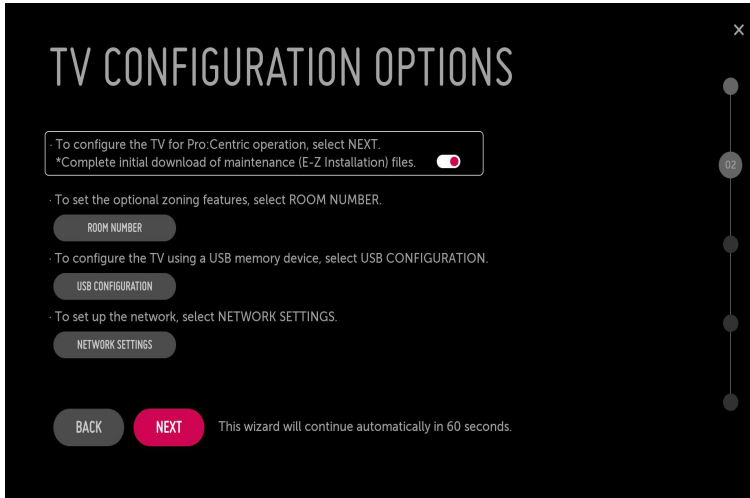 TV CONFIGURATION OPTIONS
· To configure the TV for Pro:Centric operation, select NEXT.
*Complete initial download of maintenance (E-Z Installation) files.
02
· To set the optional zoning features, select ROOM NUMBER.
ROOM NUMBER
· To configure the TV using a USB memory device, select USB CONFIGURATION.
USB CONFIGURATION
· To set up the network, select NETWORK SETTINGS.
NETWORK SETTINGS
BACK NEXT This wizard will continue automatically in 60 seconds.